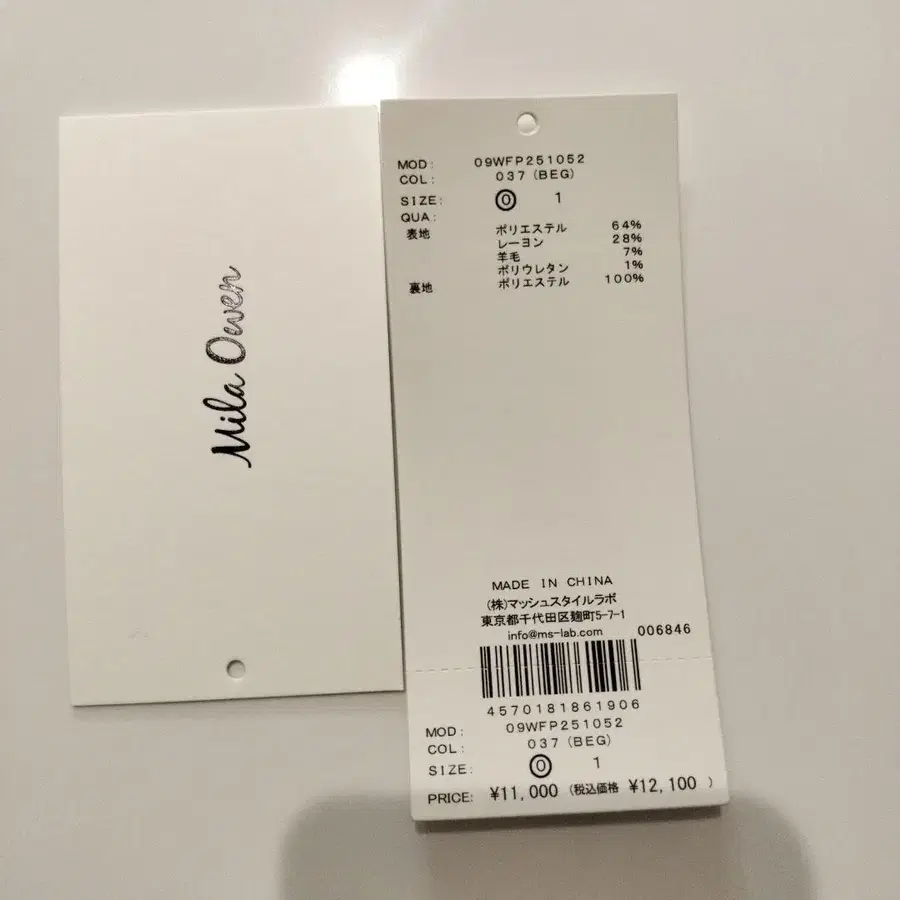 Mila Owen
MOD: 09WFP251052
COL: 037 (BEG)
SIZE: 0 1
QUA:
表地 ポリエステル 64%
レーヨン 28%
羊毛 7%
ポリウレタン 1%
裏地 ポリエステル 100%
MADE IN CHINA
(株)マッシュスタイルラボ
東京都千代田区麹町5-7-1
info@ms-lab.com 006846
4570181861906
MOD: 09WFP251052
COL: 037 (BEG)
SIZE: 0 1
PRICE: ¥11,000 (税込価格 ¥12,100 )